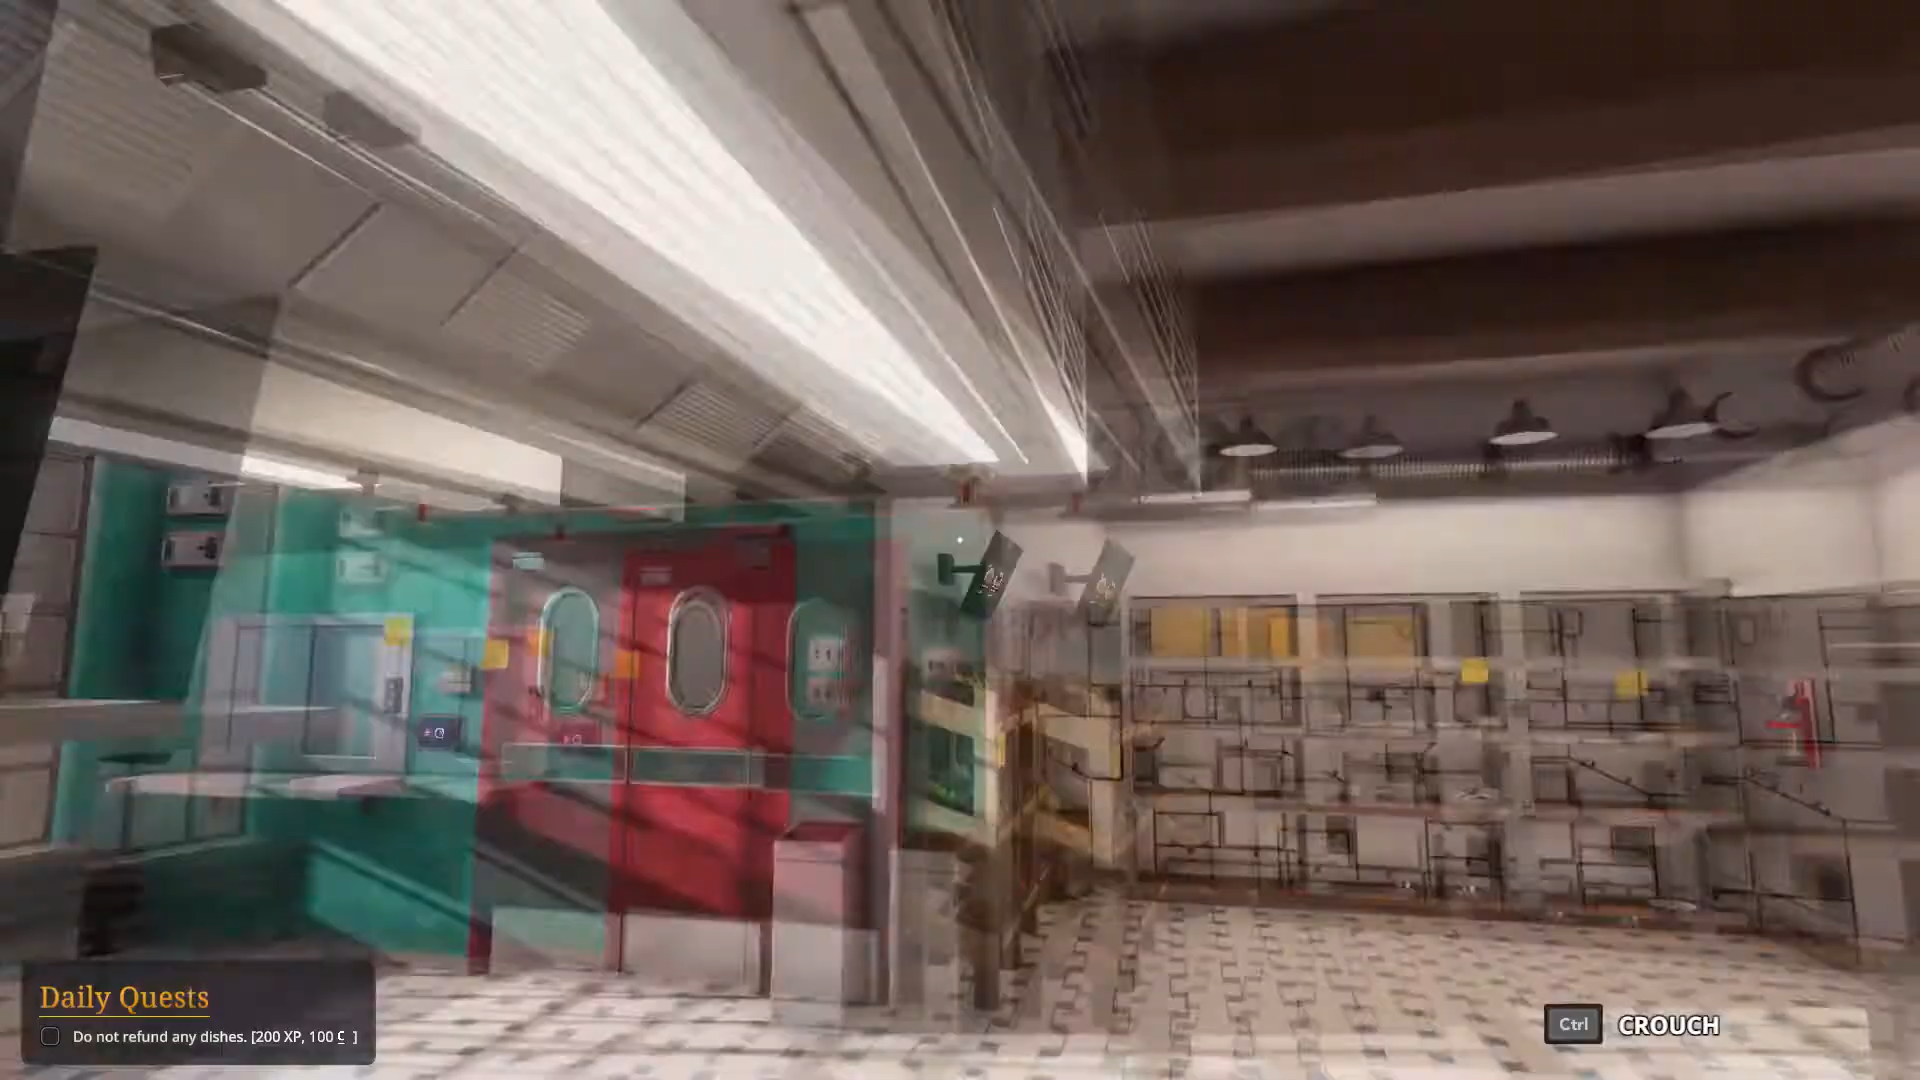 Daily Quests
Do not refund any dishes. [200 XP, 100 C ]
Ctrl CROUCH